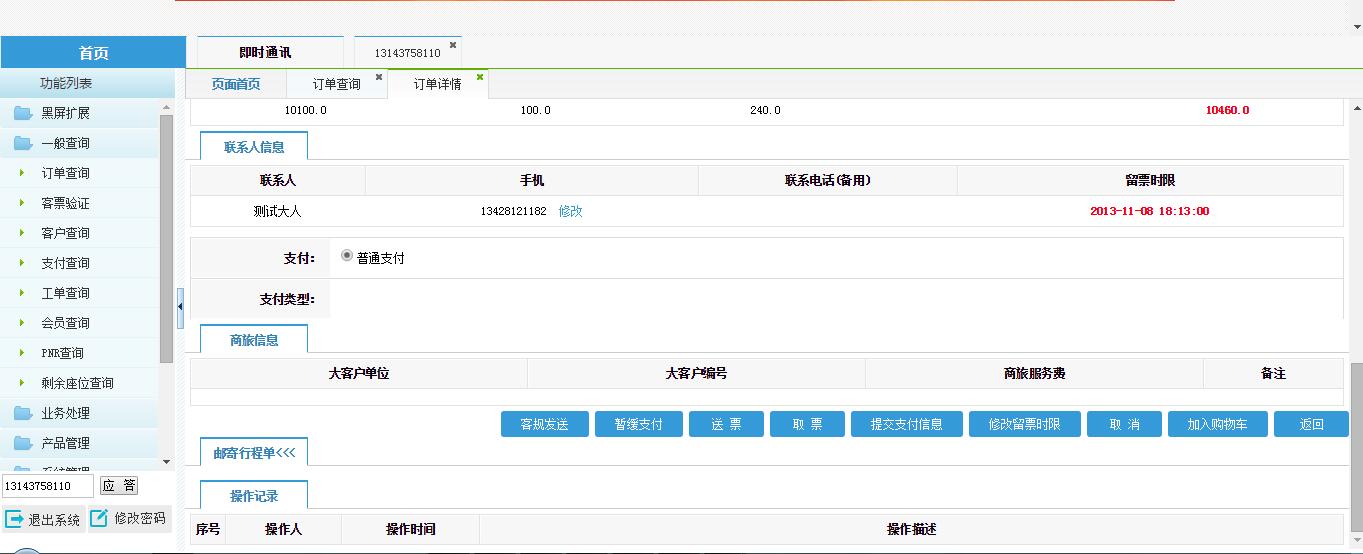 首页 即时通讯 13143758110
功能列表 页面首页 订单查询 订单详情
黑屏扩展
一般查询
订单查询
客票验证
客户查询
支付查询
工单查询
会员查询
PNR查询
剩余座位查询
业务处理
产品管理
13143758110 应 答
退出系统 修改密码
10100.0 100.0 240.0 10460.0
联系人信息
联系人 手机 联系电话(备用) 留票时限
测试大人 13428121182 修改 2013-11-08 18:13:00
支付: 普通支付
支付类型:
商旅信息
大客户单位 大客户编号 商旅服务费 备注
客规发送 暂缓支付 送 票 取 票 提交支付信息 修改留票时限 取 消 加入购物车 返回
邮寄行程单<<<
操作记录
序号 操作人 操作时间 操作描述